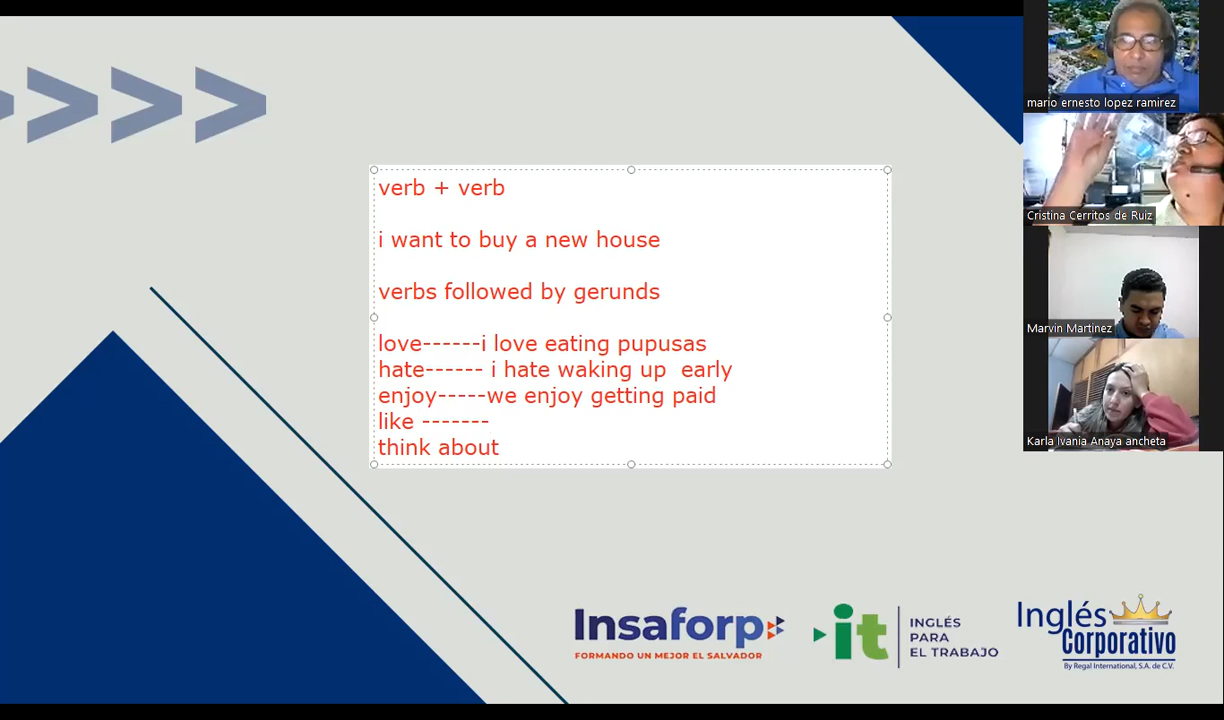 verb + verb
i want to buy a new house
verbs followed by gerunds
love------i love eating pupusas
hate------ i hate waking up  early
enjoy-----we enjoy getting paid
like -------
think about
mario ernesto lopez ramirez
Cristina Cerritos de Ruiz
Marvin Martinez
Karla Ivania Anaya ancheta
Insaforp
FORMANDO UN MEJOR EL SALVADOR
it
INGLÉS
PARA
EL TRABAJO
Inglés
Corporativo
By Regal International, S.A. de C.V.